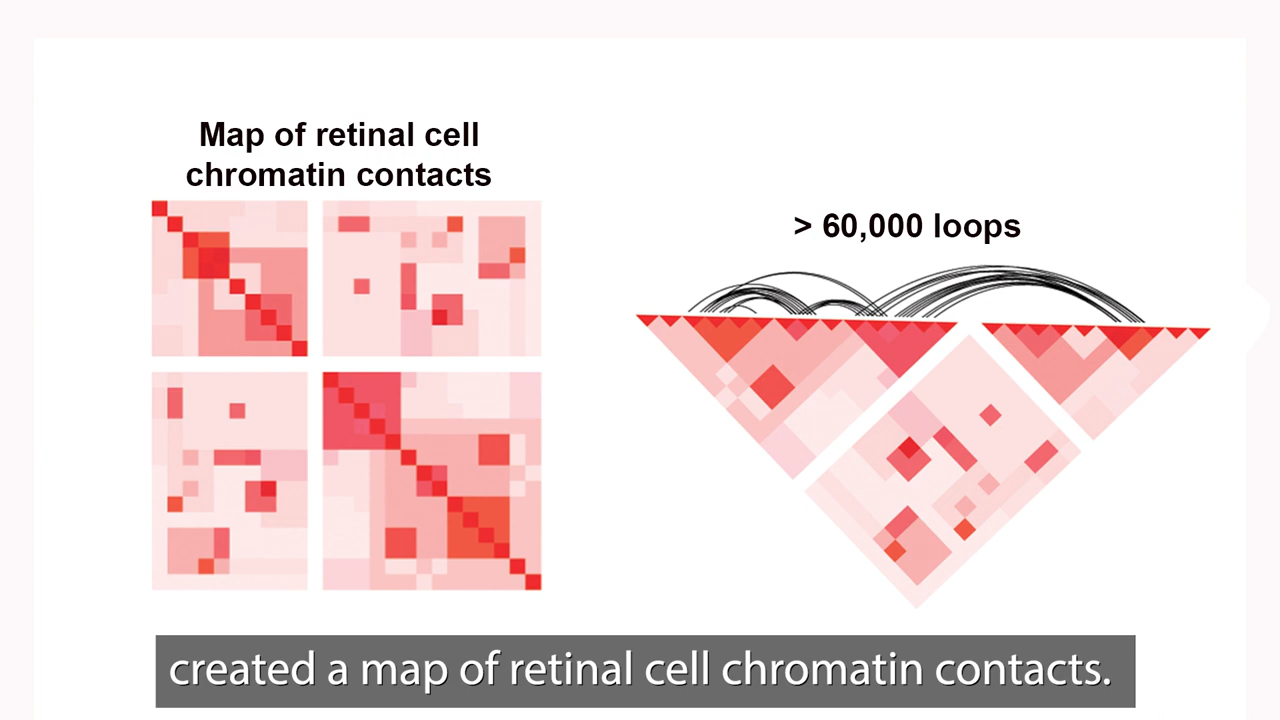 Map of retinal cell
chromatin contacts
> 60,000 loops
created a map of retinal cell chromatin contacts.